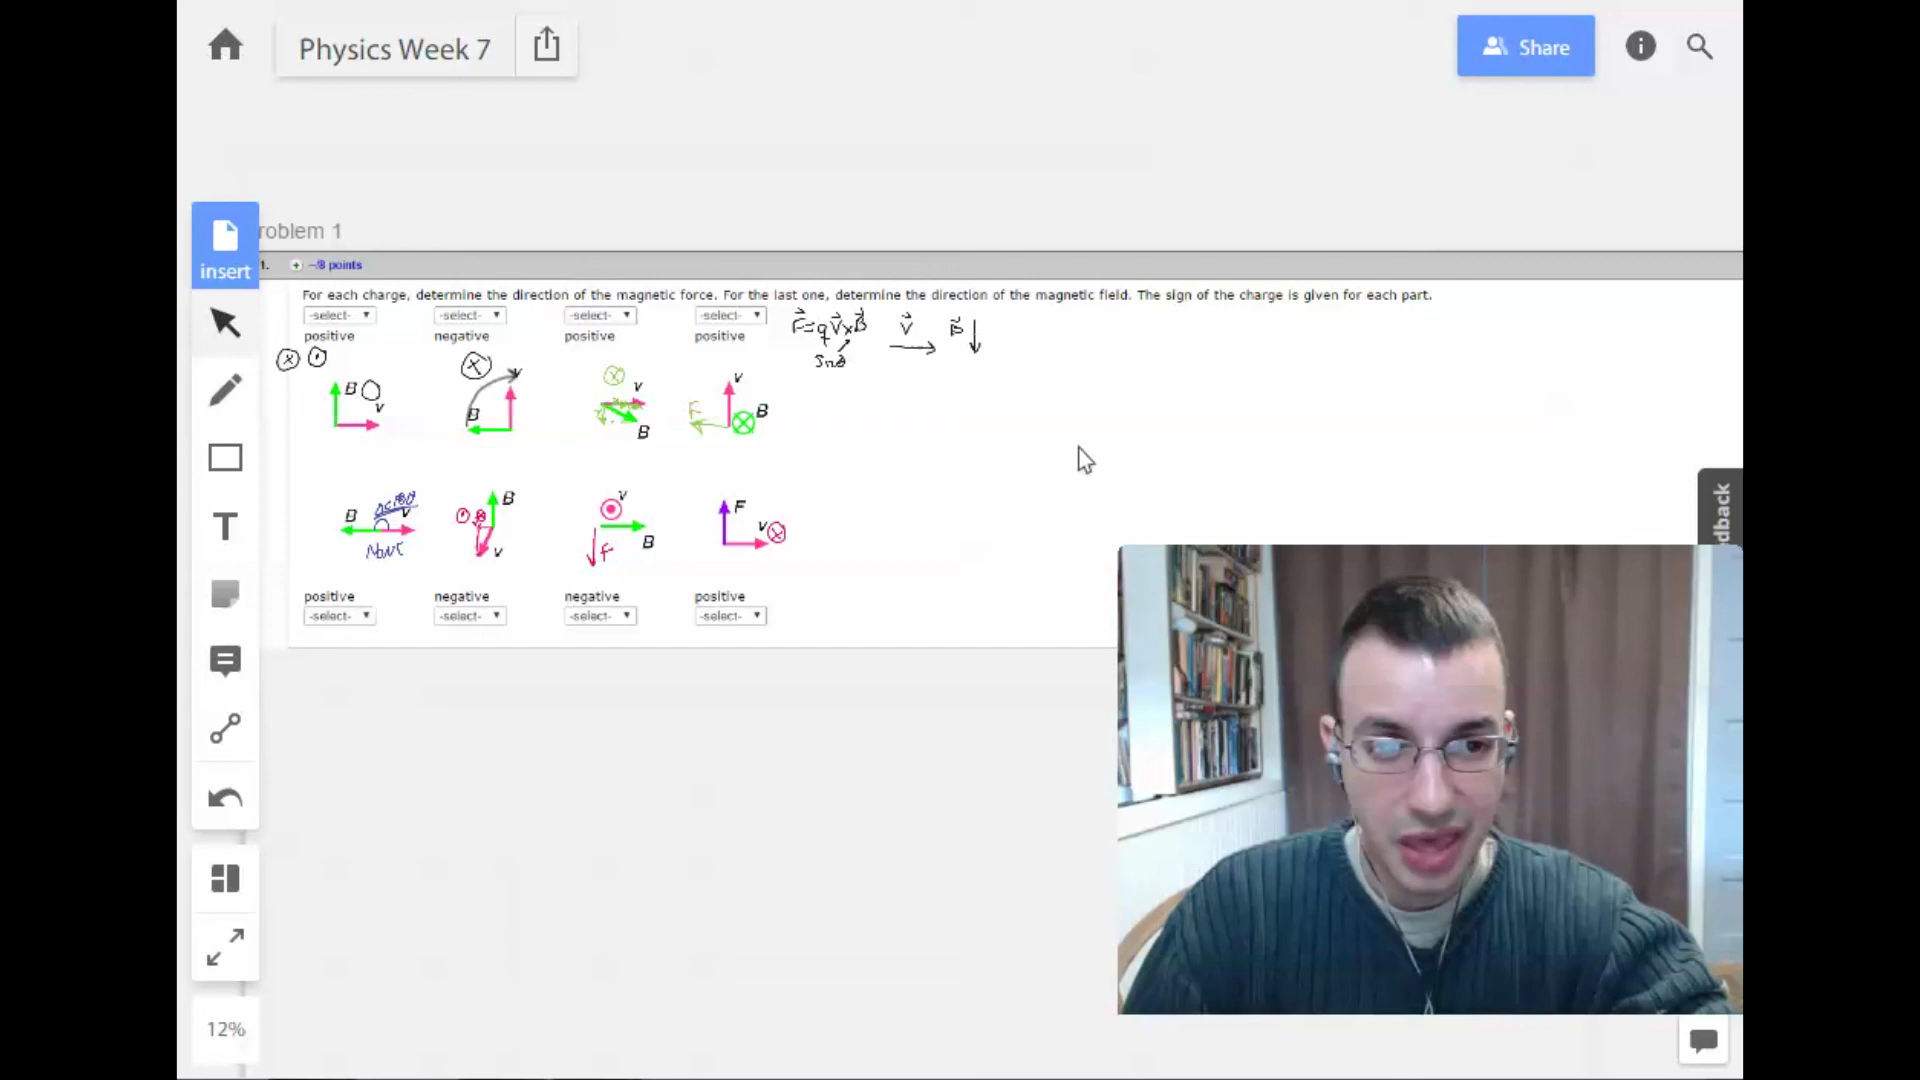 Physics Week 7
Share
insert
roblem 1
1. + -/8 points
For each charge, determine the direction of the magnetic force. For the last one, determine the direction of the magnetic field. The sign of the charge is given for each part.
-select- -select- -select- -select-
positive negative positive positive
F=qV×B V B
Sinθ
B v
B v
v B
v B
F
B v
None
B v
v B
F
F v
positive negative negative positive
-select- -select- -select- -select-
T
dback
12%